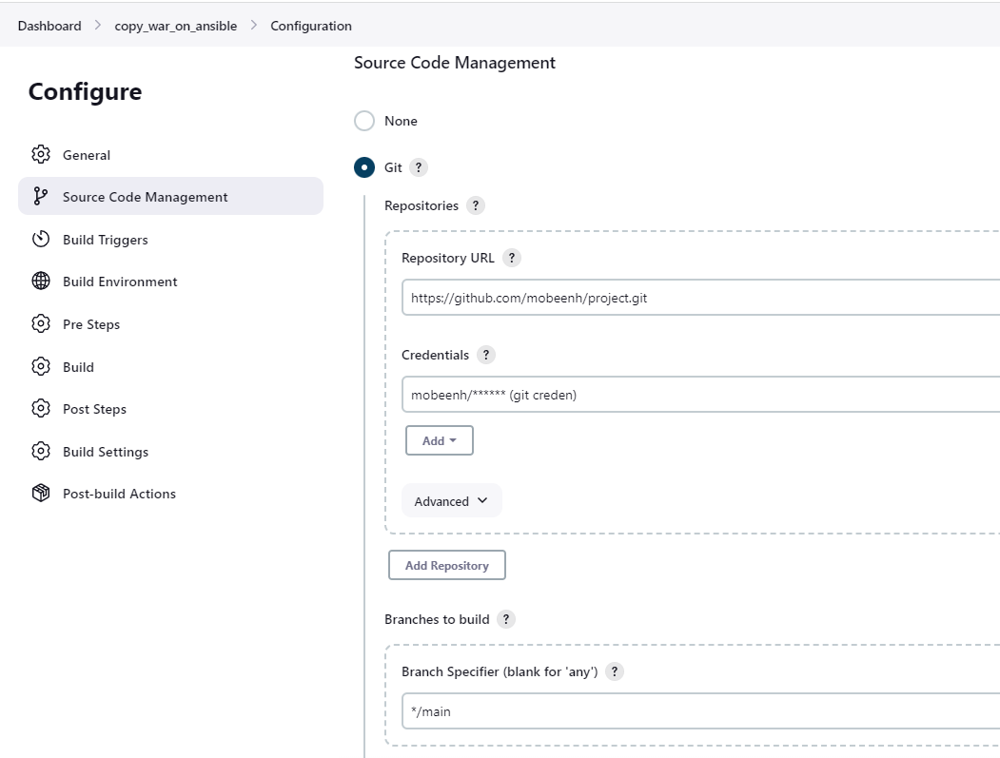 Dashboard > copy_war_on_ansible > Configuration
Configure
General
Source Code Management
Build Triggers
Build Environment
Pre Steps
Build
Post Steps
Build Settings
Post-build Actions
Source Code Management
None
Git ?
Repositories ?
Repository URL ?
https://github.com/mobeenh/project.git
Credentials ?
mobeenh/****** (git creden)
Add
Advanced
Add Repository
Branches to build ?
Branch Specifier (blank for 'any') ?
*/main